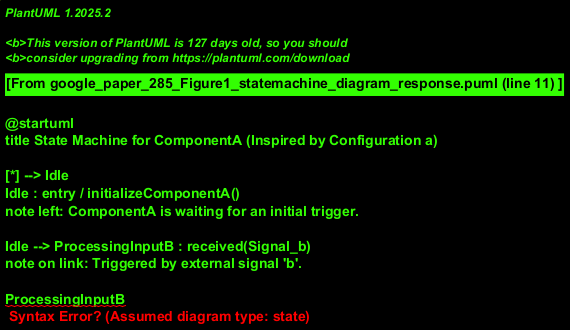 PlantUML 1.2025.2
<b>This version of PlantUML is 127 days old, so you should
<b>consider upgrading from https://plantuml.com/download
[From google_paper_285_Figure1_statemachine_diagram_response.puml (line 11) ]
@startuml
title State Machine for ComponentA (Inspired by Configuration a)
[*] --> Idle
Idle : entry / initializeComponentA()
note left: ComponentA is waiting for an initial trigger.
Idle --> ProcessingInputB : received(Signal_b)
note on link: Triggered by external signal 'b'.
ProcessingInputB
Syntax Error? (Assumed diagram type: state)